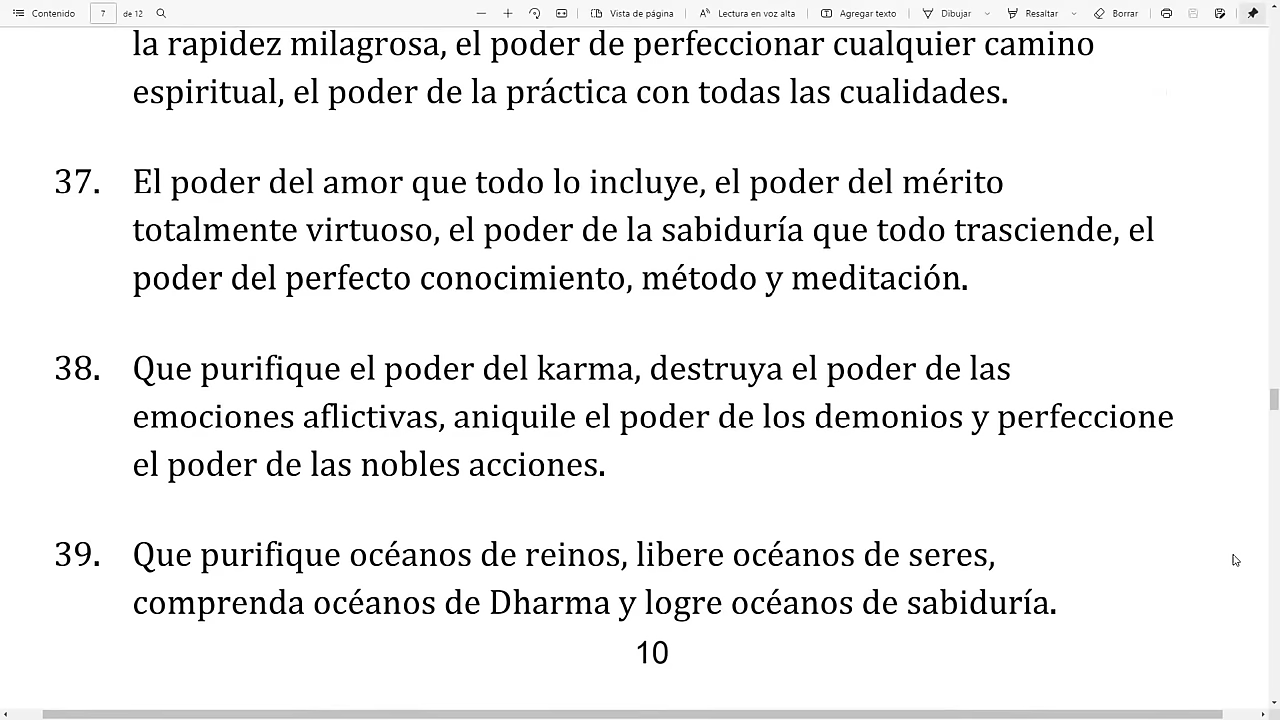 Contenido 7 de 12 Vista de página Lectura en voz alta Agregar texto Dibujar Resaltar Borrar
la rapidez milagrosa, el poder de perfeccionar cualquier camino
espiritual, el poder de la práctica con todas las cualidades.
37. El poder del amor que todo lo incluye, el poder del mérito
totalmente virtuoso, el poder de la sabiduría que todo trasciende, el
poder del perfecto conocimiento, método y meditación.
38. Que purifique el poder del karma, destruya el poder de las
emociones aflictivas, aniquile el poder de los demonios y perfeccione
el poder de las nobles acciones.
39. Que purifique océanos de reinos, libere océanos de seres,
comprenda océanos de Dharma y logre océanos de sabiduría.
10